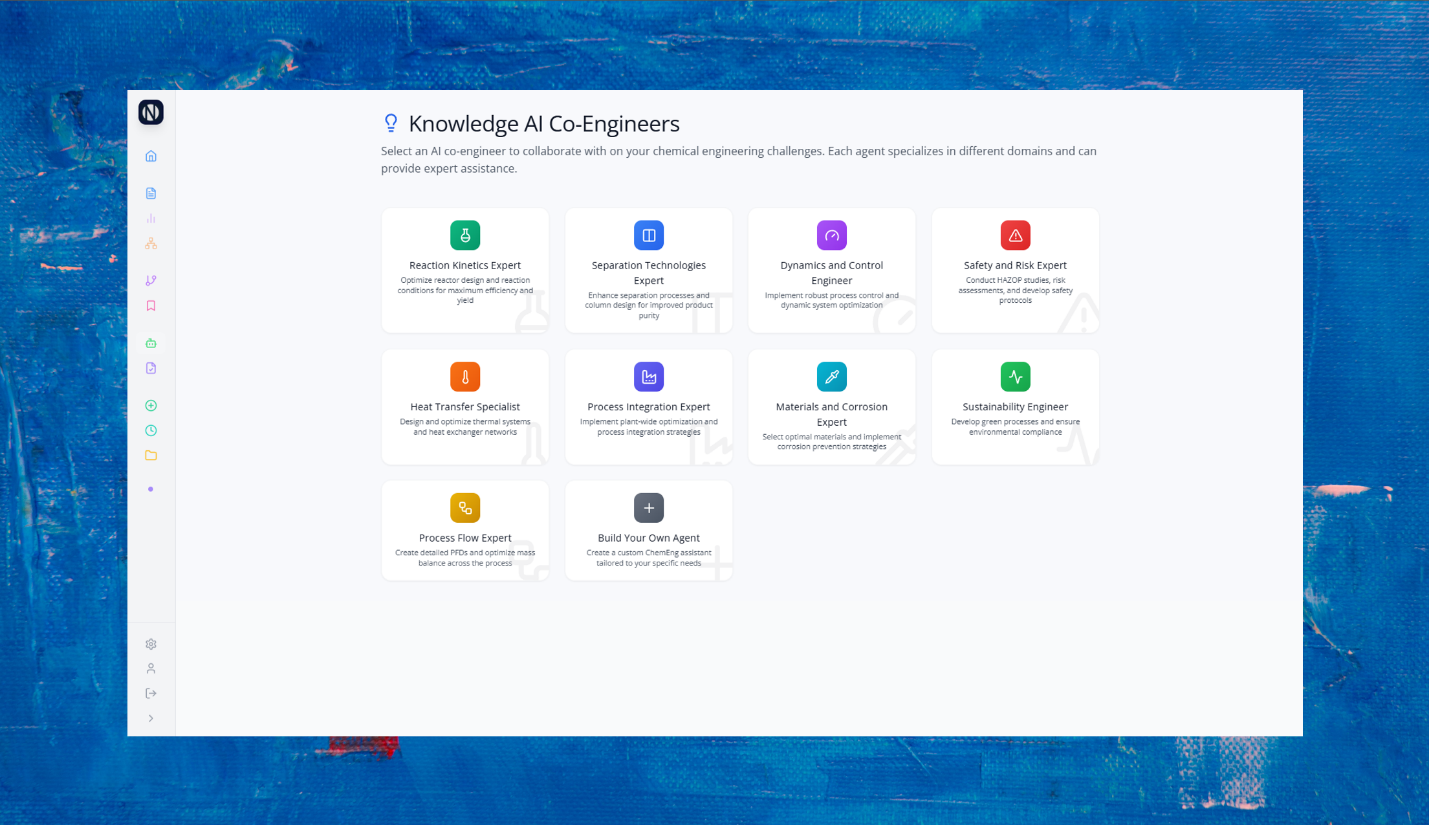 N
Knowledge AI Co-Engineers
Select an AI co-engineer to collaborate with on your chemical engineering challenges. Each agent specializes in different domains and can
provide expert assistance.
Reaction Kinetics Expert
Optimize reactor design and reaction
conditions for maximum efficiency and
yield
Separation Technologies
Expert
Enhance separation processes and
column design for improved product
purity
Dynamics and Control
Engineer
Implement robust process control and
dynamic system optimization
Safety and Risk Expert
Conduct HAZOP studies, risk
assessments, and develop safety
protocols
Heat Transfer Specialist
Design and optimize thermal systems
and heat exchanger networks
Process Integration Expert
Implement plant-wide optimization and
process integration strategies
Materials and Corrosion
Expert
Select optimal materials and implement
corrosion prevention strategies
Sustainability Engineer
Develop green processes and ensure
environmental compliance
Process Flow Expert
Create detailed PFDs and optimize mass
balance across the process
Build Your Own Agent
Create a custom ChemEng assistant
tailored to your specific needs